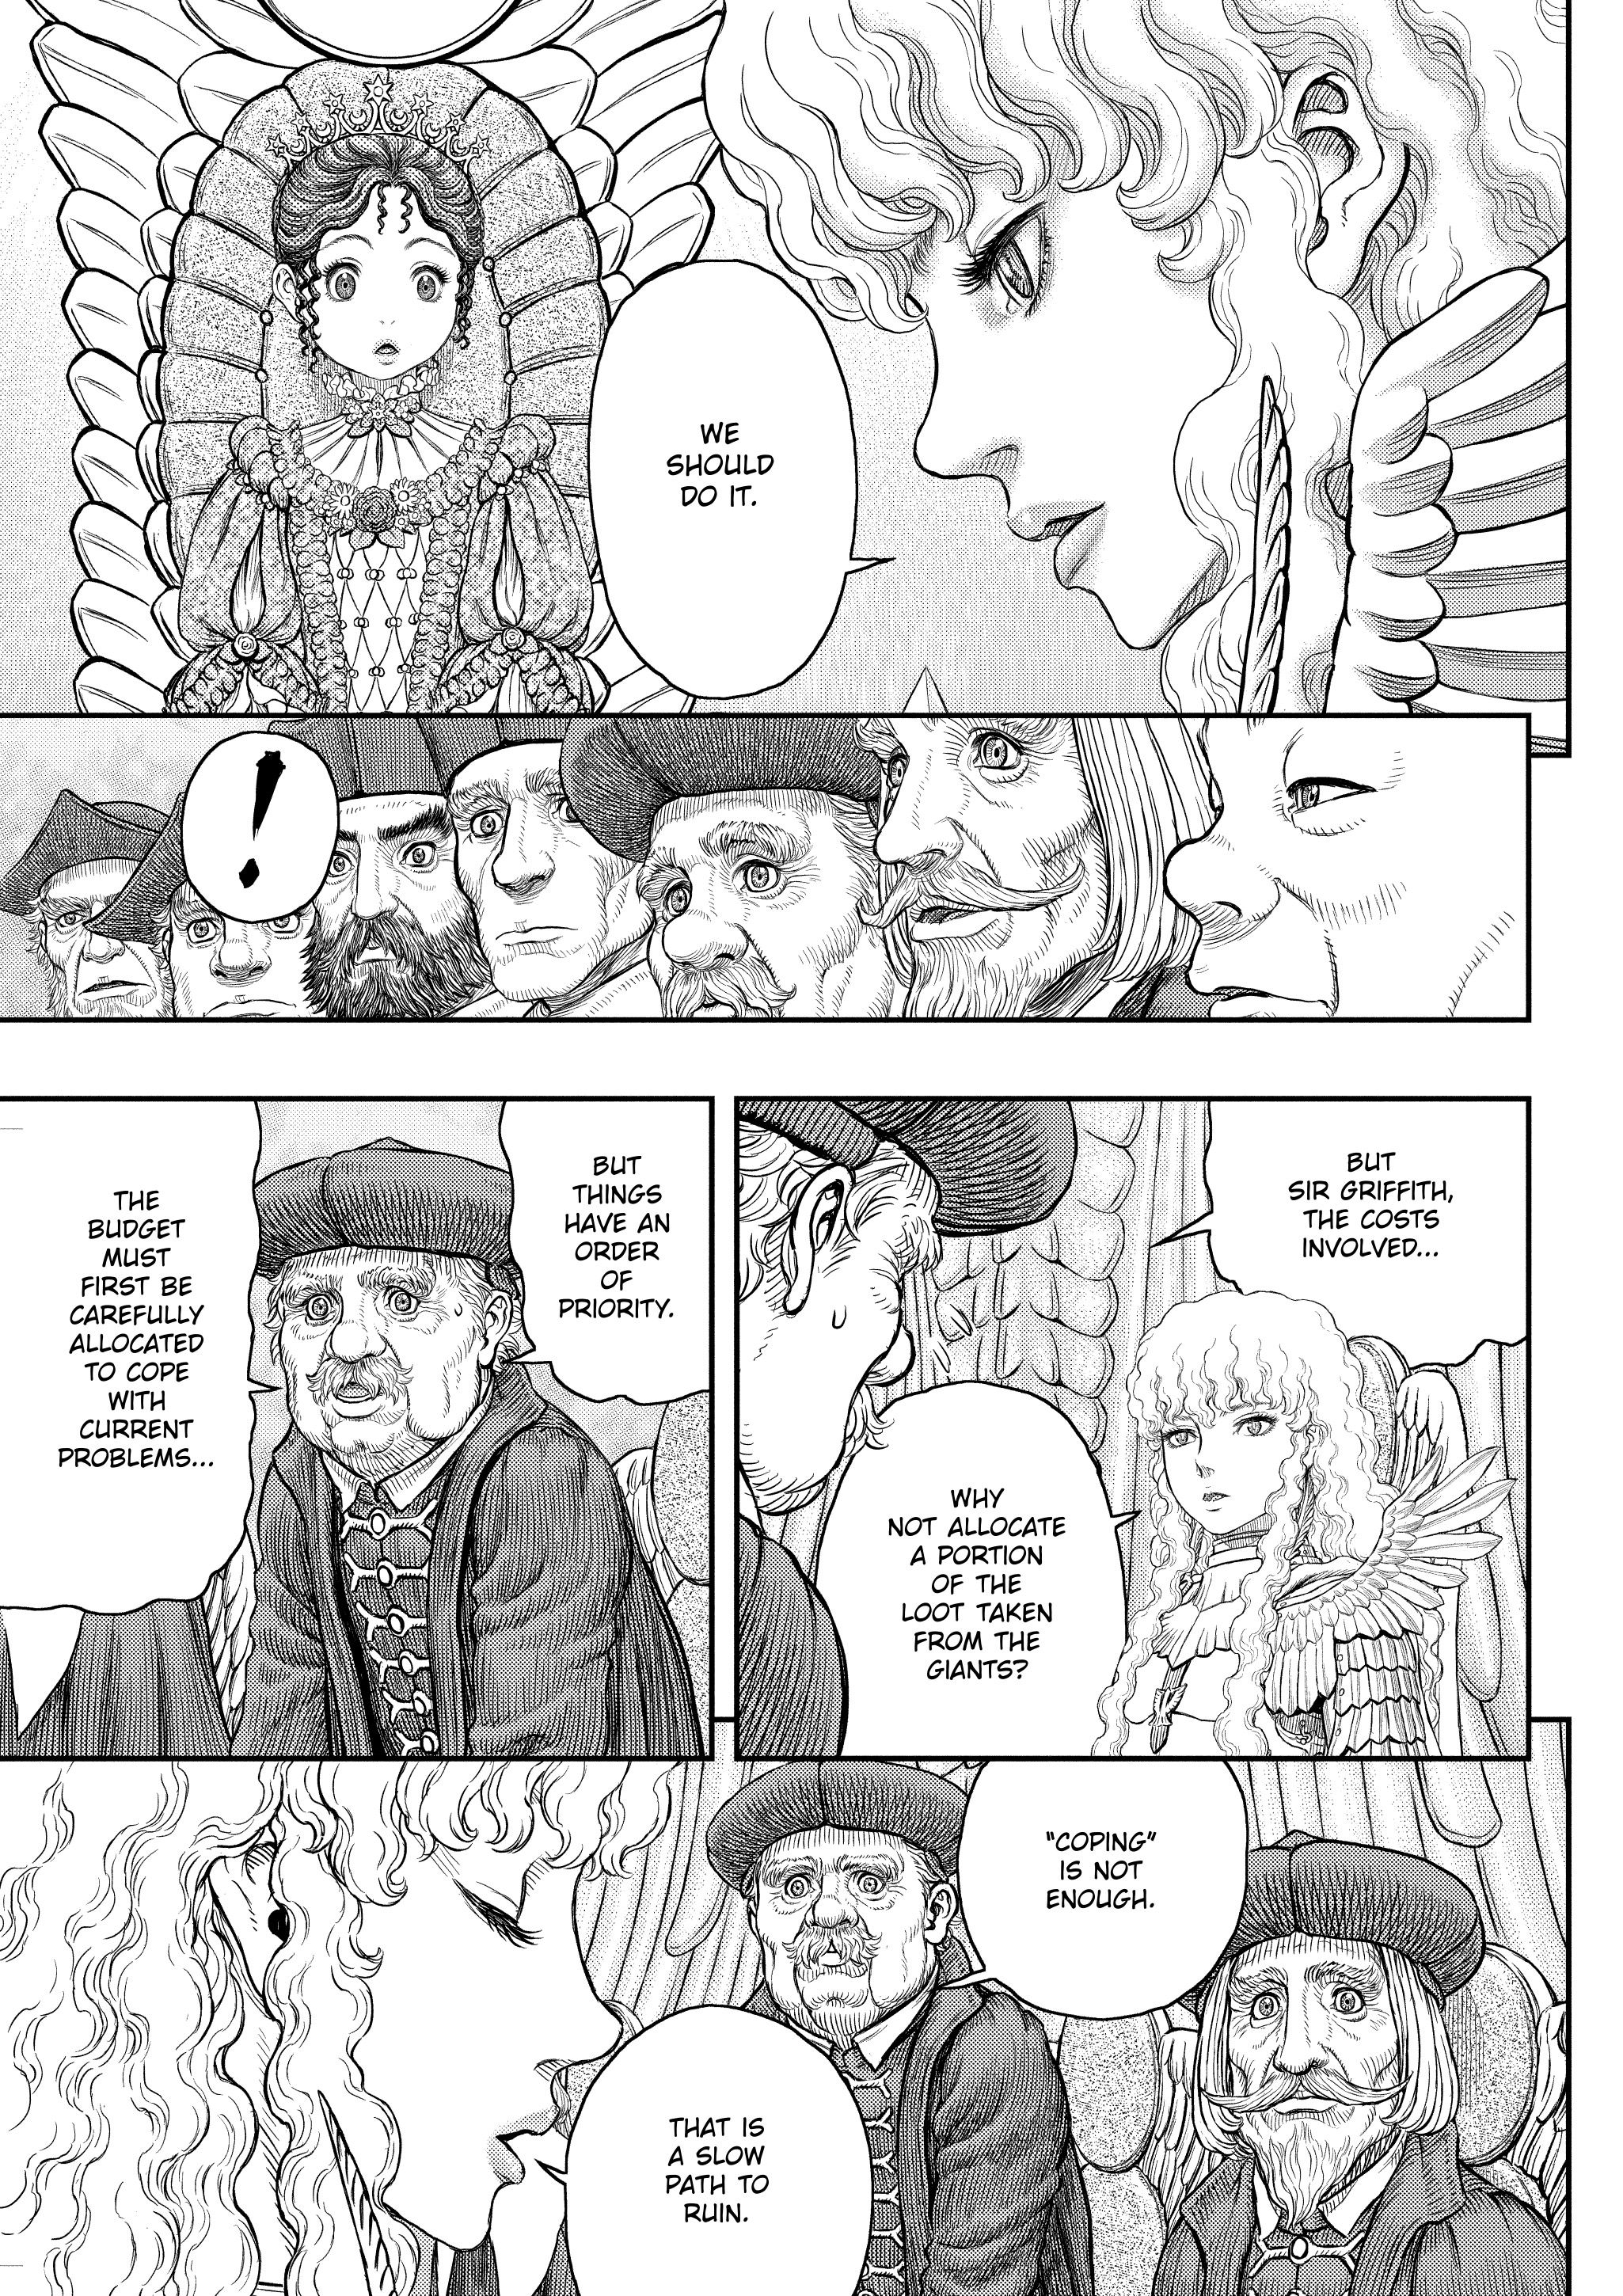 WE
SHOULD
DO IT.
!
BUT
SIR GRIFFITH,
THE COSTS
INVOLVED...
WHY
NOT ALLOCATE
A PORTION
OF THE
LOOT TAKEN
FROM THE
GIANTS?
BUT
THINGS
HAVE AN
ORDER
OF
PRIORITY.
THE
BUDGET
MUST
FIRST BE
CAREFULLY
ALLOCATED
TO COPE
WITH
CURRENT
PROBLEMS...
"COPING"
IS NOT
ENOUGH.
THAT IS
A SLOW
PATH TO
RUIN.